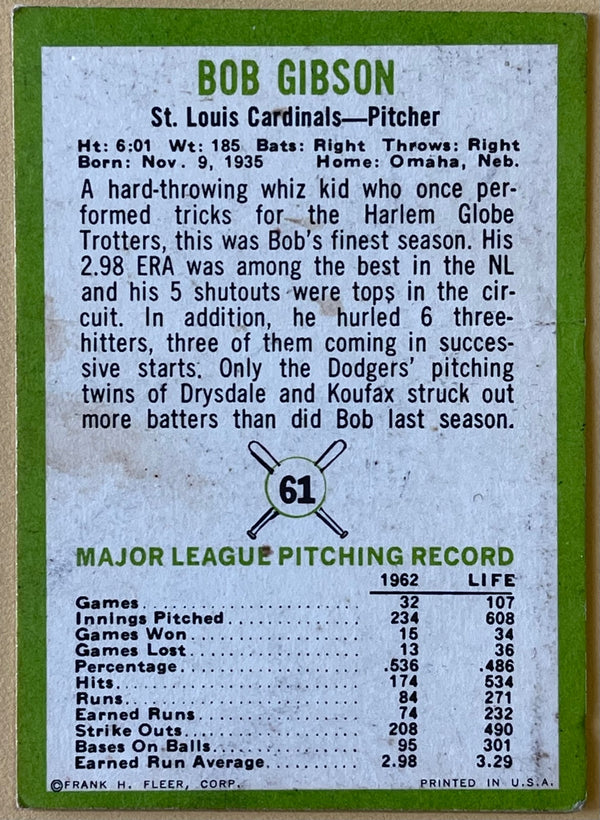 BOB GIBSON
St. Louis Cardinals—Pitcher
Ht: 6:01 Wt: 185 Bats: Right Throws: Right
Born: Nov. 9, 1935 Home: Omaha, Neb.
A hard-throwing whiz kid who once per-
formed tricks for the Harlem Globe
Trotters, this was Bob's finest season. His
2.98 ERA was among the best in the NL
and his 5 shutouts were tops in the cir-
cuit. In addition, he hurled 6 three-
hitters, three of them coming in succes-
sive starts. Only the Dodgers' pitching
twins of Drysdale and Koufax struck out
more batters than did Bob last season.
61
MAJOR LEAGUE PITCHING RECORD
1962 LIFE
Games 32 107
Innings Pitched 234 608
Games Won 15 34
Games Lost 13 36
Percentage .536 .486
Hits 174 534
Runs 84 271
Earned Runs 74 232
Strike Outs 208 490
Bases On Balls 95 301
Earned Run Average 2.98 3.29
©FRANK H. FLEER, CORP. PRINTED IN U.S.A.